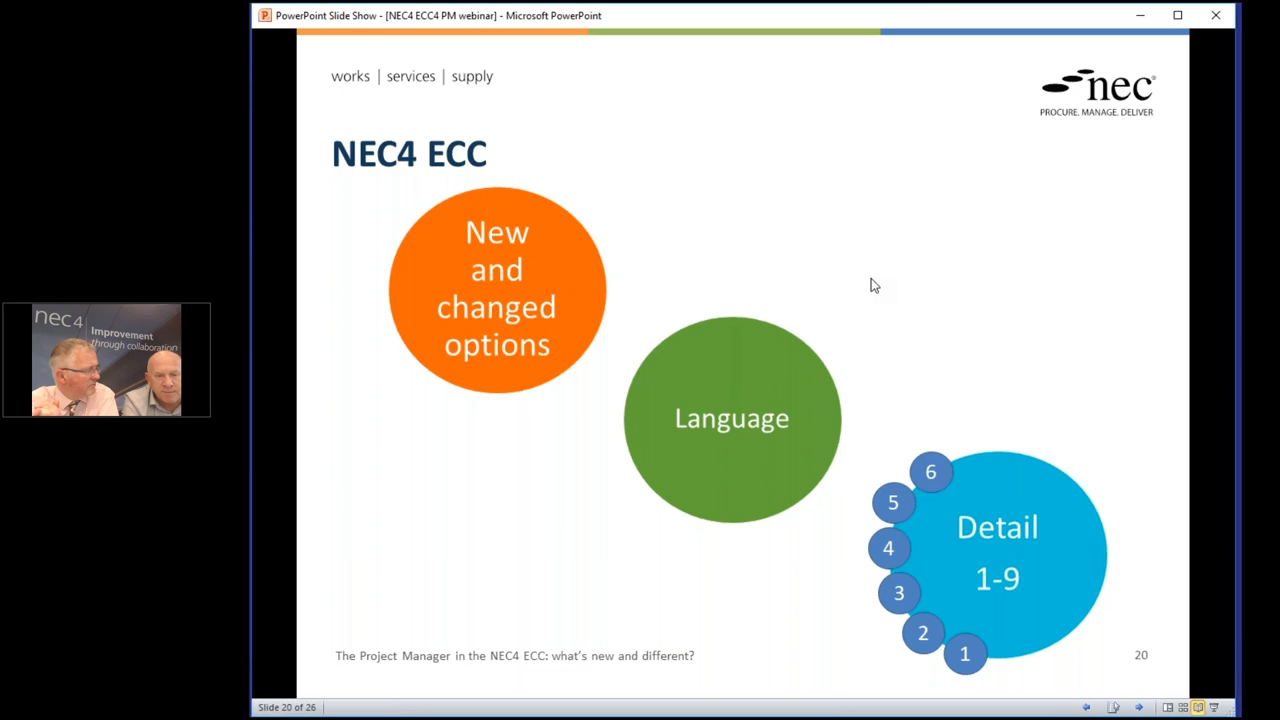 PowerPoint Slide Show - [NEC4 ECC4 PM webinar] - Microsoft PowerPoint
works | services | supply
nec®
PROCURE. MANAGE. DELIVER
NEC4 ECC
New
and
changed
options
Language
6
5
4
3
2
1
Detail
1-9
nec4
Improvement
through collaboration
The Project Manager in the NEC4 ECC: what's new and different?
20
Slide 20 of 26